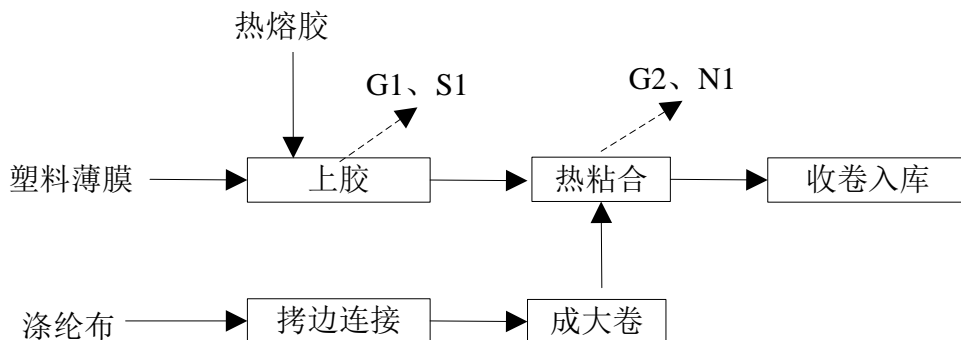 热熔胶
G1、S1
G2、N1
塑料薄膜
上胶
热粘合
收卷入库
涤纶布
拷边连接
成大卷